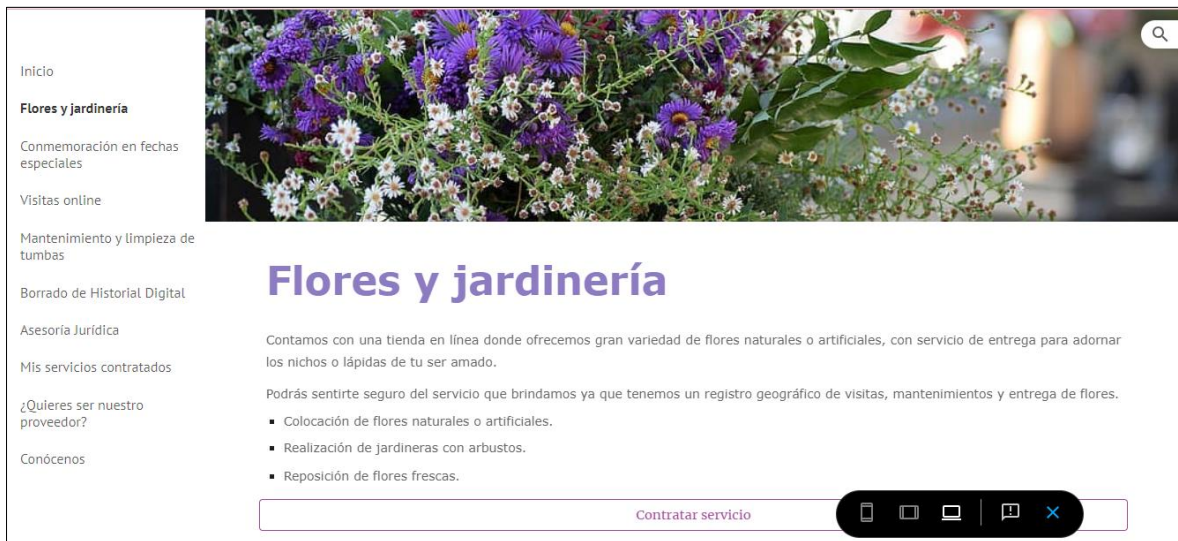 Inicio
Flores y jardinería
Conmemoración en fechas
especiales
Visitas online
Mantenimiento y limpieza de
tumbas
Borrado de Historial Digital
Asesoría Jurídica
Mis servicios contratados
¿Quieres ser nuestro
proveedor?
Conócenos
Flores y jardinería
Contamos con una tienda en línea donde ofrecemos gran variedad de flores naturales o artificiales, con servicio de entrega para adornar
los nichos o lápidas de tu ser amado.
Podrás sentirte seguro del servicio que brindamos ya que tenemos un registro geográfico de visitas, mantenimientos y entrega de flores.
▪ Colocación de flores naturales o artificiales.
▪ Realización de jardineras con arbustos.
▪ Reposición de flores frescas.
Contratar servicio